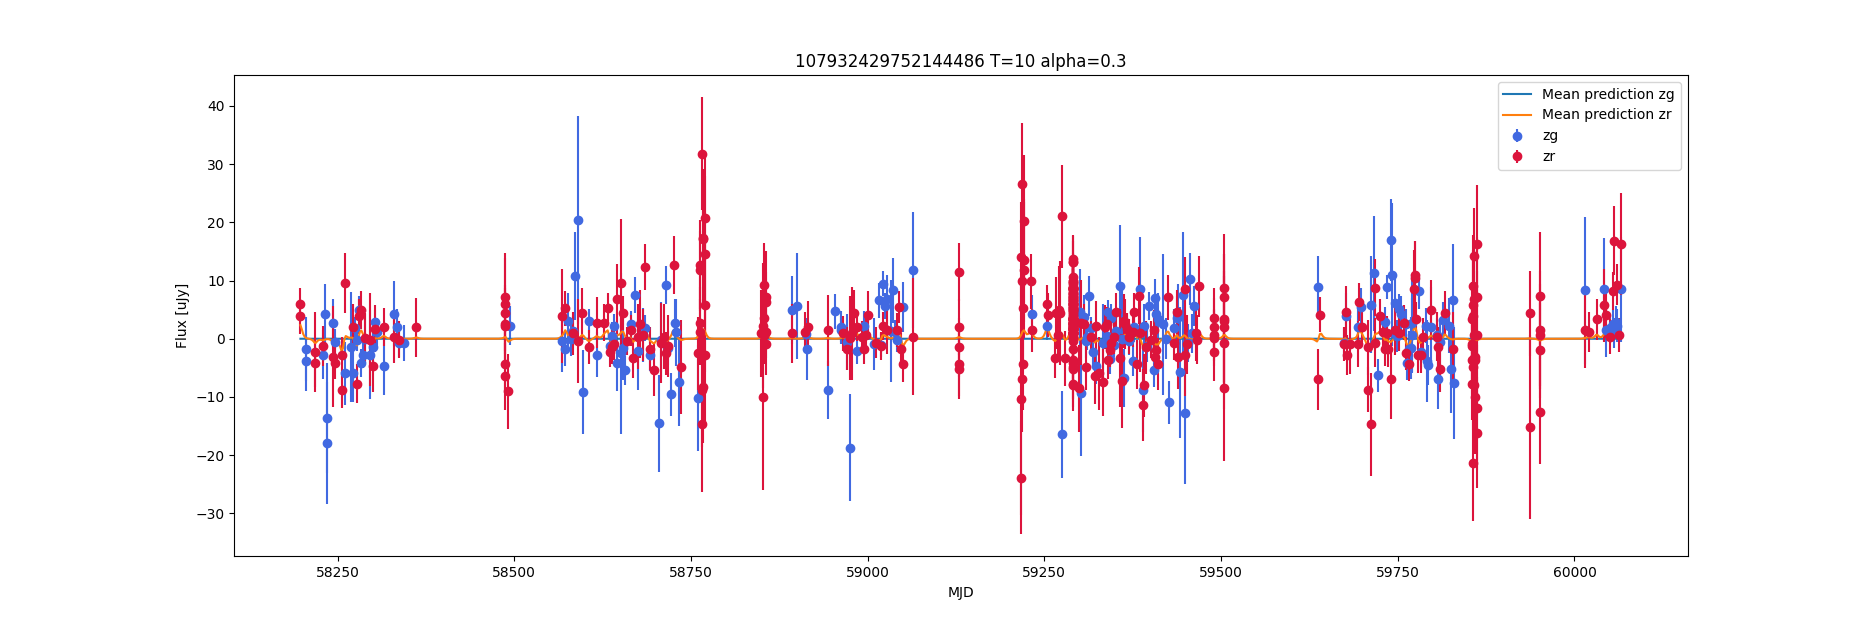 107932429752144486 T=10 alpha=0.3
Mean prediction zg
Mean prediction zr
zg
zr
Flux [uJy]
40
30
20
10
0
−10
−20
−30
58250
58500
58750
59000
59250
59500
59750
60000
MJD